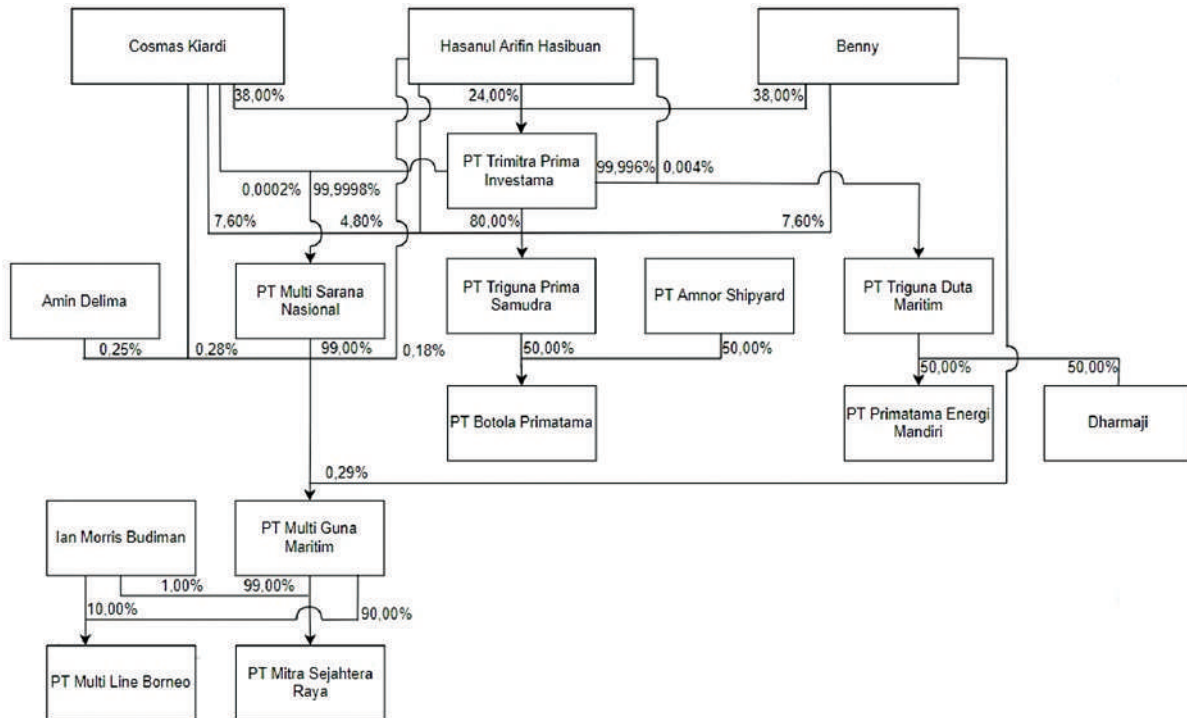 Cosmas Kiardi
Hasanul Arifin Hasibuan
Benny
38,00%
24,00%
38,00%
PT Trimitra Prima
Investama
99,996%
0,004%
0,0002%
99,9998%
7,60%
4,80%
80,00%
7,60%
Amin Delima
PT Multi Sarana
Nasional
PT Triguna Prima
Samudra
PT Amnor Shipyard
PT Triguna Duta
Maritim
0,25%
0,28%
99,00%
0,18%
50,00%
50,00%
50,00%
50,00%
PT Botola Primatama
PT Primatama Energi
Mandiri
Dharmaji
0,29%
Ian Morris Budiman
PT Multi Guna
Maritim
1,00%
99,00%
10,00%
90,00%
PT Multi Line Borneo
PT Mitra Sejahtera
Raya